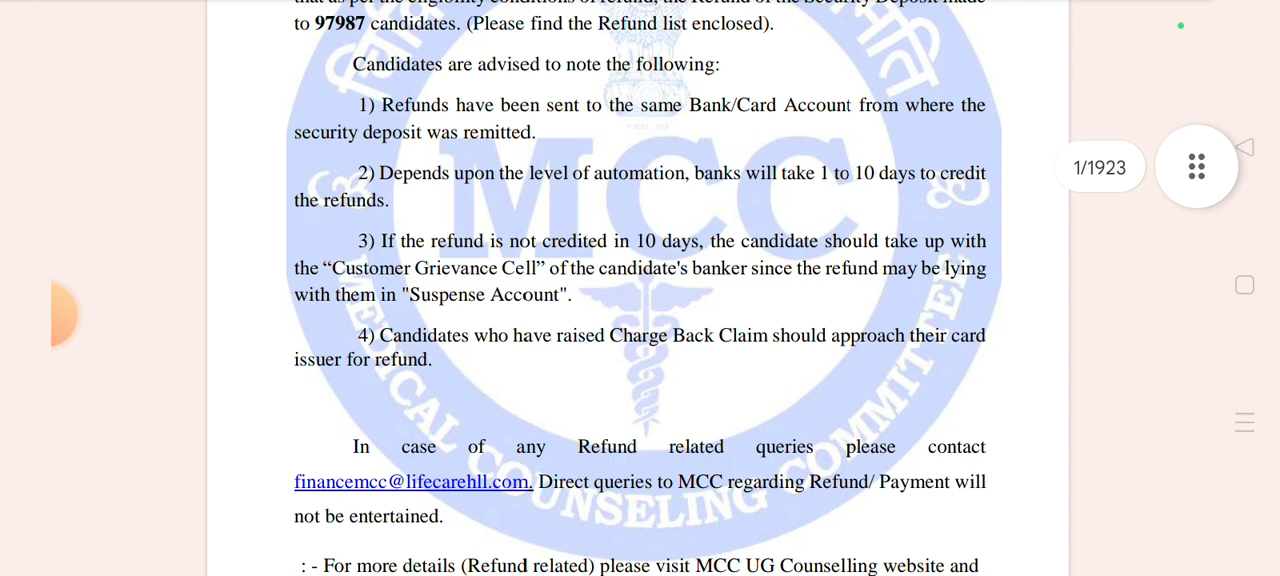 to 97987 candidates. (Please find the Refund list enclosed).
Candidates are advised to note the following:
1) Refunds have been sent to the same Bank/Card Account from where the
security deposit was remitted.
2) Depends upon the level of automation, banks will take 1 to 10 days to credit
the refunds.
3) If the refund is not credited in 10 days, the candidate should take up with
the “Customer Grievance Cell” of the candidate's banker since the refund may be lying
with them in "Suspense Account".
4) Candidates who have raised Charge Back Claim should approach their card
issuer for refund.
In case of any Refund related queries please contact
financemcc@lifecarehll.com. Direct queries to MCC regarding Refund/ Payment will
not be entertained.
: - For more details (Refund related) please visit MCC UG Counselling website and
1/1923
MCC
MEDICAL COUNSELING COMMITTEE